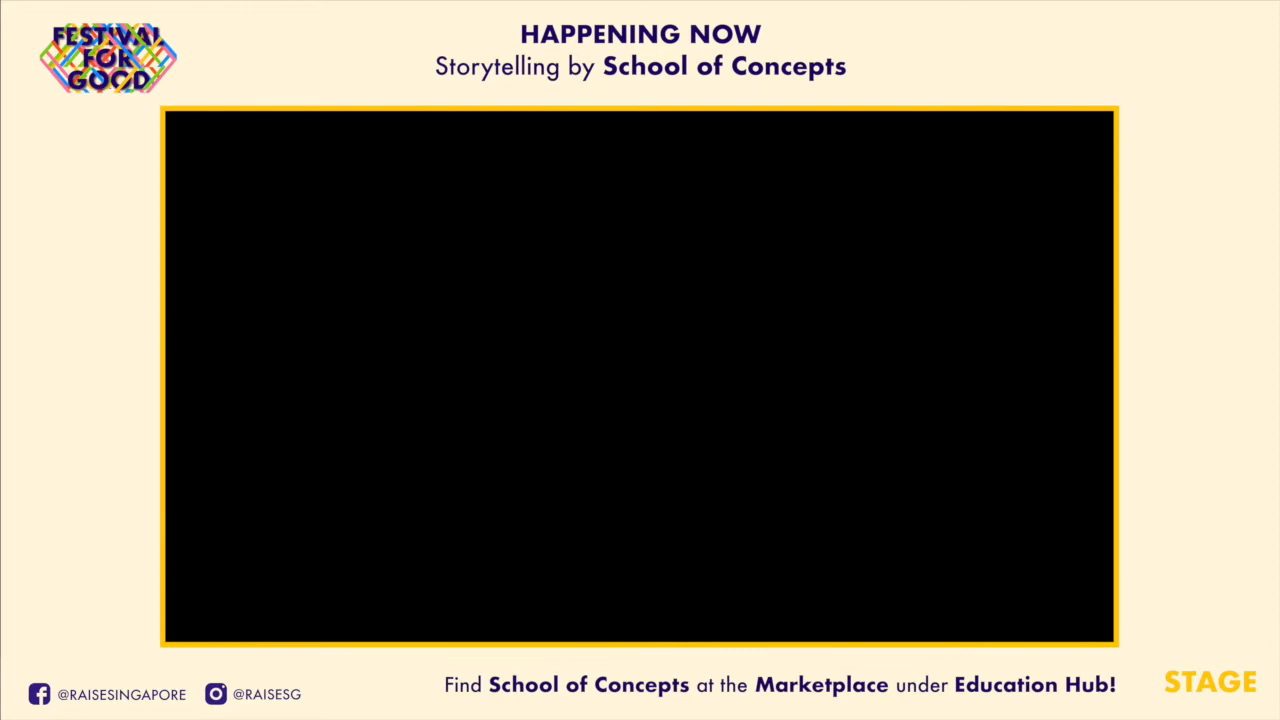 FESTIVAL
FOR
GOOD
HAPPENING NOW
Storytelling by School of Concepts
@RAISESINGAPORE
@RAISESG
Find School of Concepts at the Marketplace under Education Hub!
STAGE